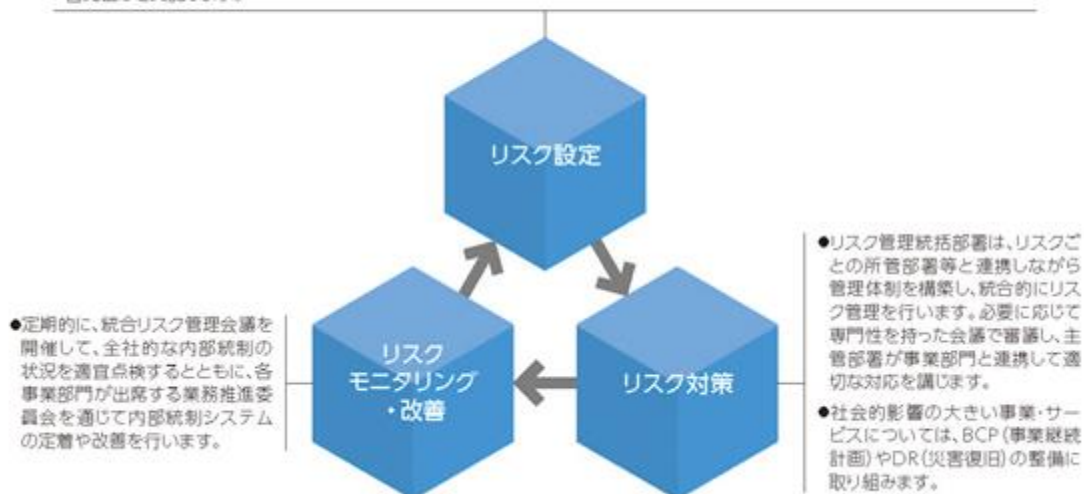 リスク設定
●リスク管理統括部署は、リスクご
との所管部署等と連携しながら
管理体制を構築し、統合的にリス
ク管理を行います。必要に応じて
専門性を持った会議で審議し、主
管部署が事業部門と連携して適
切な対応を講じます。
●社会的影響の大きい事業・サー
ビスについては、BCP(事業継続
計画)やDR(災害復旧)の整備に
取り組みます。
リスク対策
リスク
モニタリング
・改善
●定期的に、統合リスク管理会議を
開催して、全社的な内部統制の
状況を適宜点検するとともに、各
事業部門が出席する業務推進委
員会を通じて内部統制システム
の定着や改善を行います。